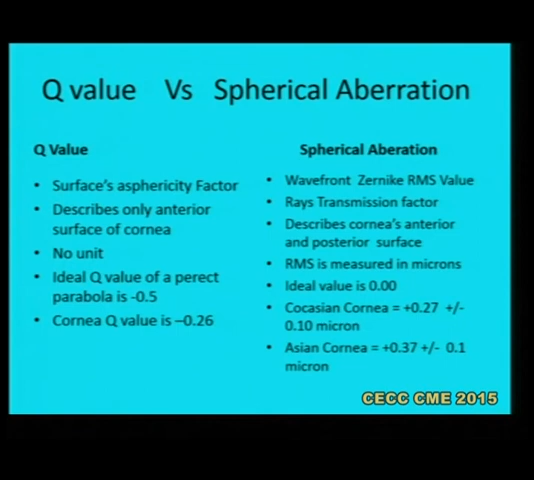 Q value Vs Spherical Aberration
Q Value
• Surface's asphericity Factor
• Describes only anterior
surface of cornea
• No unit
• Ideal Q value of a perect
parabola is -0.5
• Cornea Q value is –0.26
Spherical Aberation
• Wavefront Zernike RMS Value
• Rays Transmission factor
• Describes cornea's anterior
and posterior surface
• RMS is measured in microns
• Ideal value is 0.00
• Cocasian Cornea = +0.27 +/-
0.10 micron
• Asian Cornea = +0.37 +/- 0.1
micron
CECC CME 2015